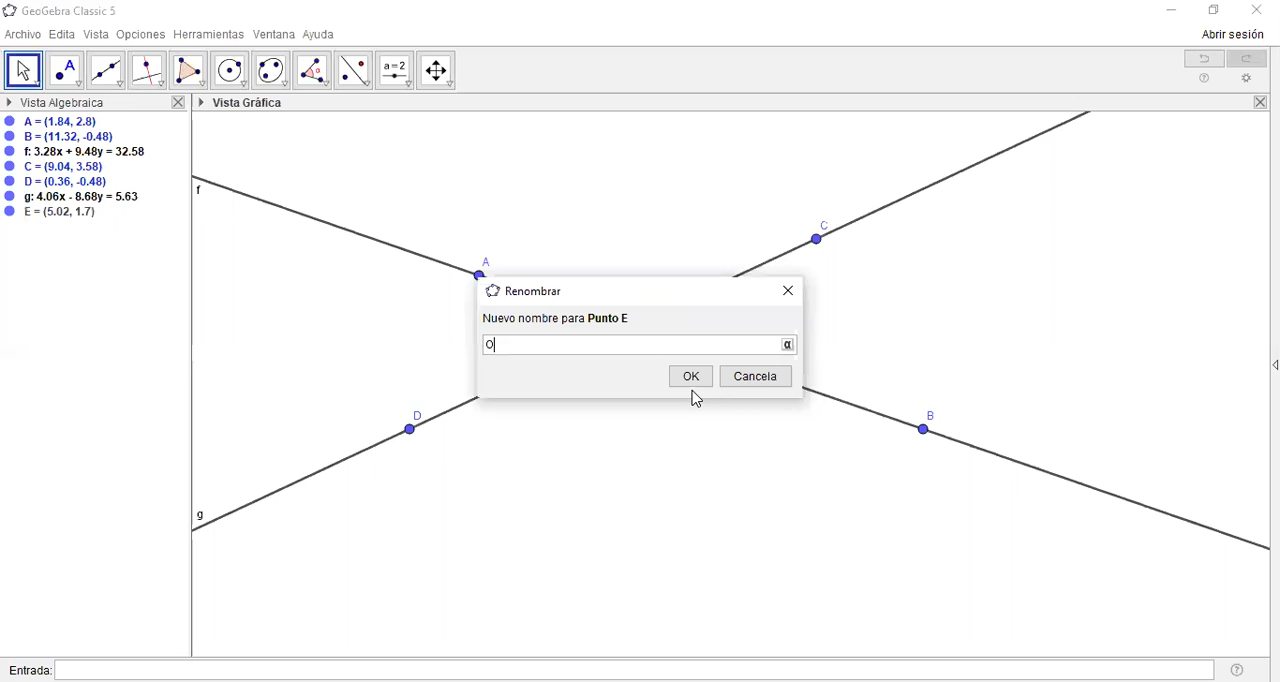 GeoGebra Classic 5
Archivo Edita Vista Opciones Herramientas Ventana Ayuda
Abrir sesión
A
a=2
Vista Algebraica
Vista Gráfica
A = (1.84, 2.8)
B = (11.32, -0.48)
f: 3.28x + 9.48y = 32.58
C = (9.04, 3.58)
D = (0.36, -0.48)
g: 4.06x - 8.68y = 5.63
E = (5.02, 1.7)
f
C
A
Renombrar
Nuevo nombre para Punto E
O
α
OK Cancela
D
B
g
Entrada: